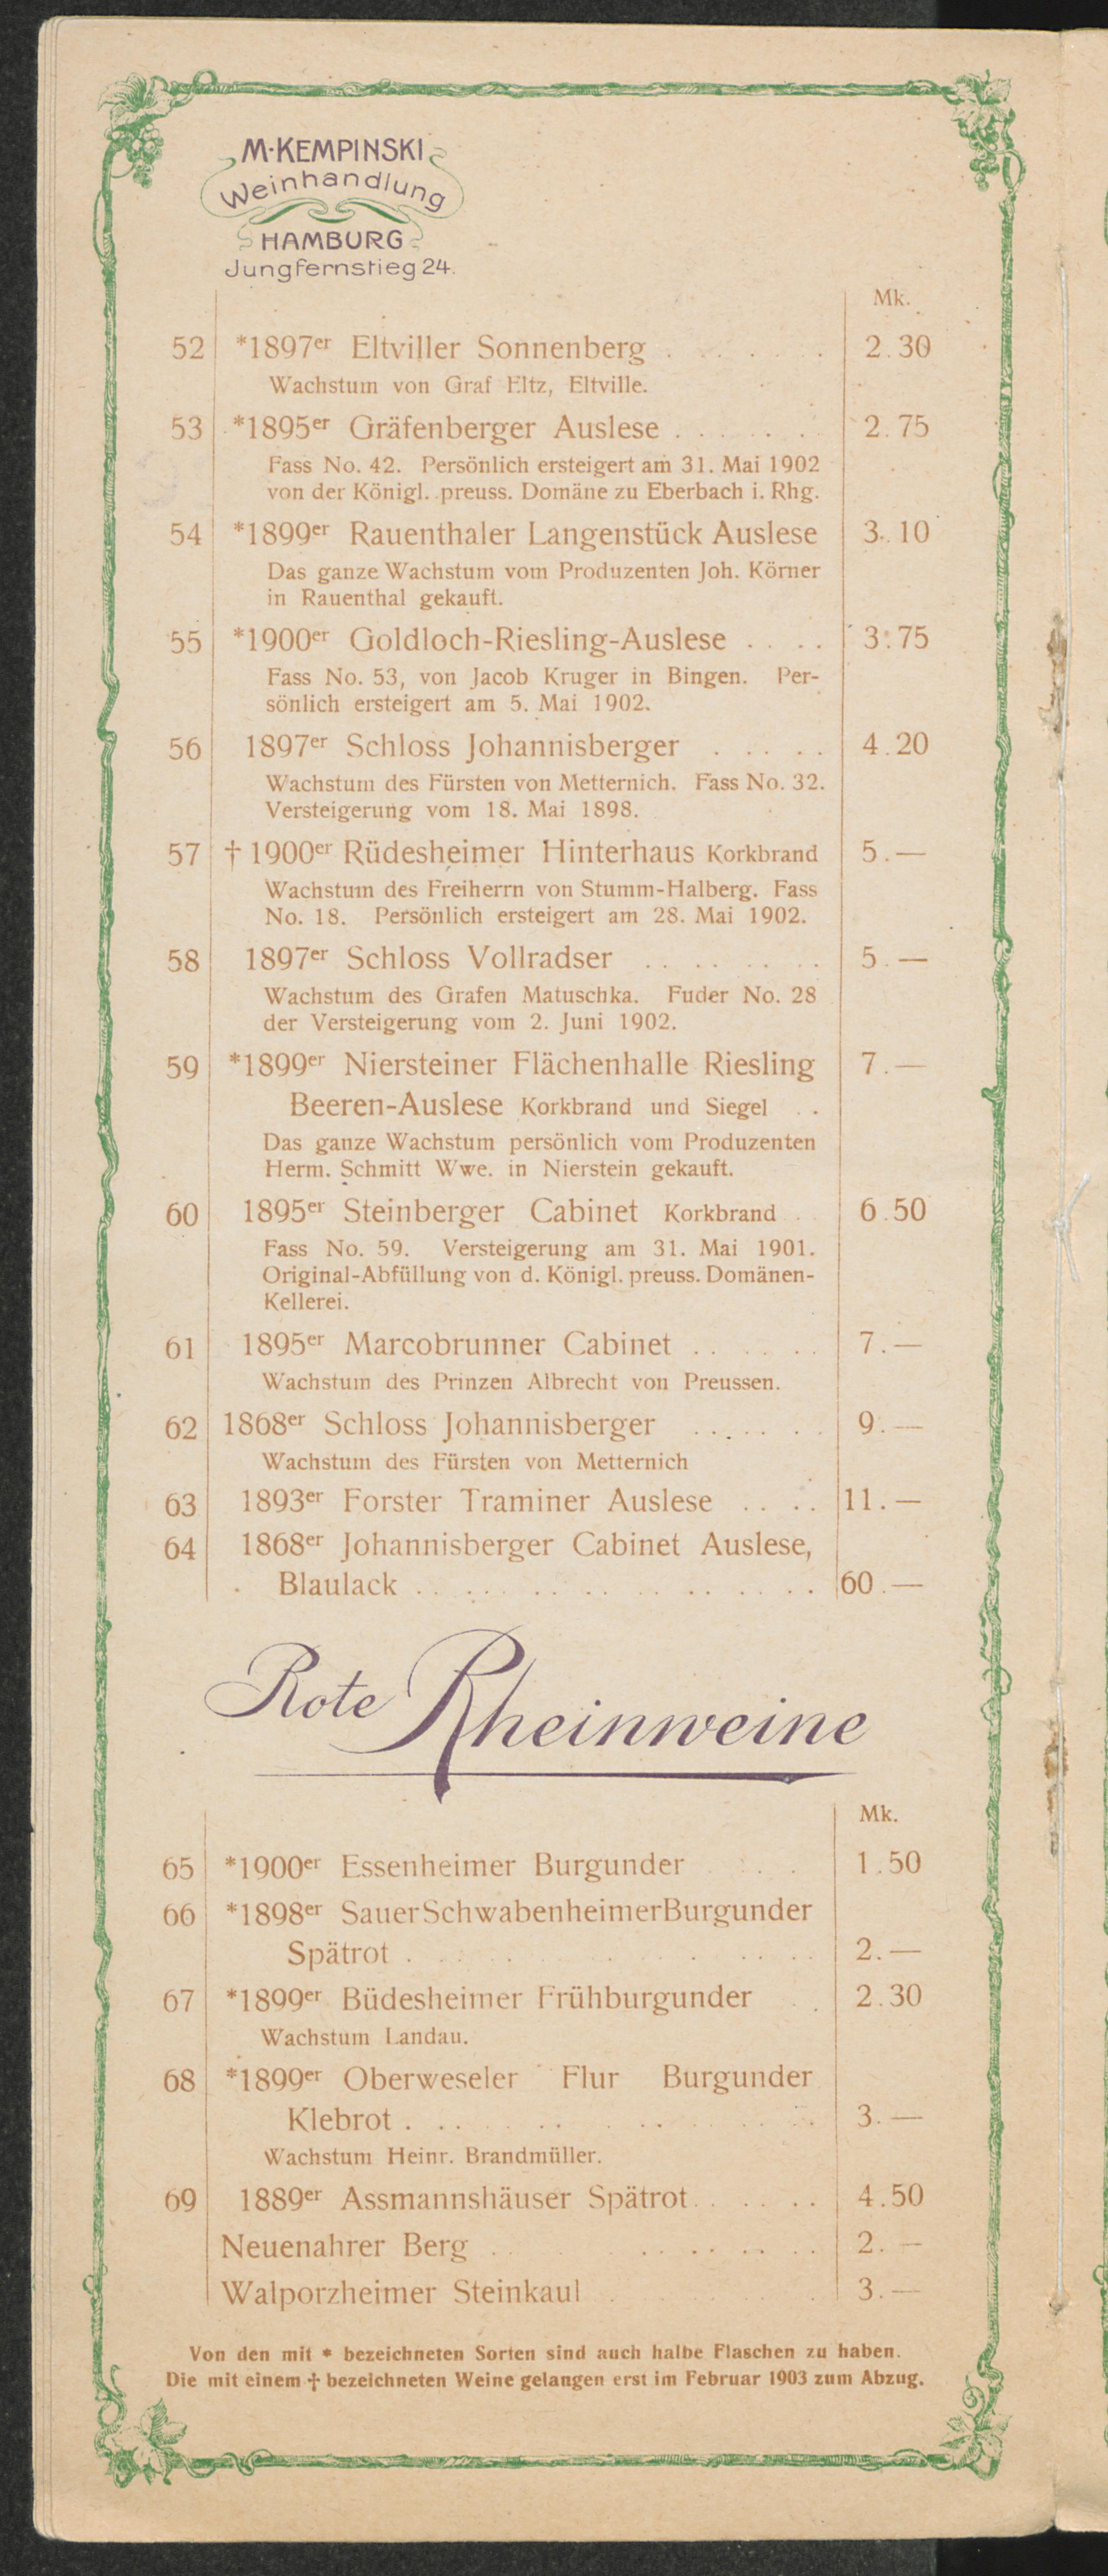 M·KEMPINSKI
Weinhandlung
HAMBURG
Jungfernstieg 24.
Mk.
52 *1897er Eltviller Sonnenberg . . . . . . . 2.30
Wachstum von Graf Eltz, Eltville.
53 *1895er Gräfenberger Auslese . . . . . . . 2.75
Fass No. 42. Persönlich ersteigert am 31. Mai 1902
von der Königl. preuss. Domäne zu Eberbach i. Rhg.
54 *1899er Rauenthaler Langenstück Auslese 3.10
Das ganze Wachstum vom Produzenten Joh. Körner
in Rauenthal gekauft.
55 *1900er Goldloch-Riesling-Auslese . . . . 3.75
Fass No. 53, von Jacob Kruger in Bingen. Per-
sönlich ersteigert am 5. Mai 1902.
56 1897er Schloss Johannisberger . . . . . 4.20
Wachstum des Fürsten von Metternich. Fass No. 32.
Versteigerung vom 18. Mai 1898.
57 † 1900er Rüdesheimer Hinterhaus Korkbrand 5.—
Wachstum des Freiherrn von Stumm-Halberg. Fass
No. 18. Persönlich ersteigert am 28. Mai 1902.
58 1897er Schloss Vollradser . . . . . . . . 5.—
Wachstum des Grafen Matuschka. Fuder No. 28
der Versteigerung vom 2. Juni 1902.
59 *1899er Niersteiner Flächenhalle Riesling 7.—
Beeren-Auslese Korkbrand und Siegel . .
Das ganze Wachstum persönlich vom Produzenten
Herm. Schmitt Wwe. in Nierstein gekauft.
60 1895er Steinberger Cabinet Korkbrand . . 6.50
Fass No. 59. Versteigerung am 31. Mai 1901.
Original-Abfüllung von d. Königl. preuss. Domänen-
Kellerei.
61 1895er Marcobrunner Cabinet . . . . . . 7.—
Wachstum des Prinzen Albrecht von Preussen.
62 1868er Schloss Johannisberger . . . . . . 9.—
Wachstum des Fürsten von Metternich
63 1893er Forster Traminer Auslese . . . . 11.—
64 1868er Johannisberger Cabinet Auslese,
Blaulack . . . . . . . . . . . . . . . . 60.—
Rote Rheinweine
Mk.
65 *1900er Essenheimer Burgunder . . . . 1.50
66 *1898er Sauer Schwabenheimer Burgunder
Spätrot . . . . . . . . . . . . . 2.—
67 *1899er Büdesheimer Frühburgunder . . 2.30
Wachstum Landau.
68 *1899er Oberweseler Flur Burgunder
Klebrot . . . . . . . . . . . . . 3.—
Wachstum Heinr. Brandmüller.
69 1889er Assmannshäuser Spätrot . . . . . . 4.50
Neuenahrer Berg . . . . . . . . . 2.—
Walporzheimer Steinkaul . . . . . . . 3.—
Von den mit * bezeichneten Sorten sind auch halbe Flaschen zu haben.
Die mit einem † bezeichneten Weine gelangen erst im Februar 1903 zum Abzug.